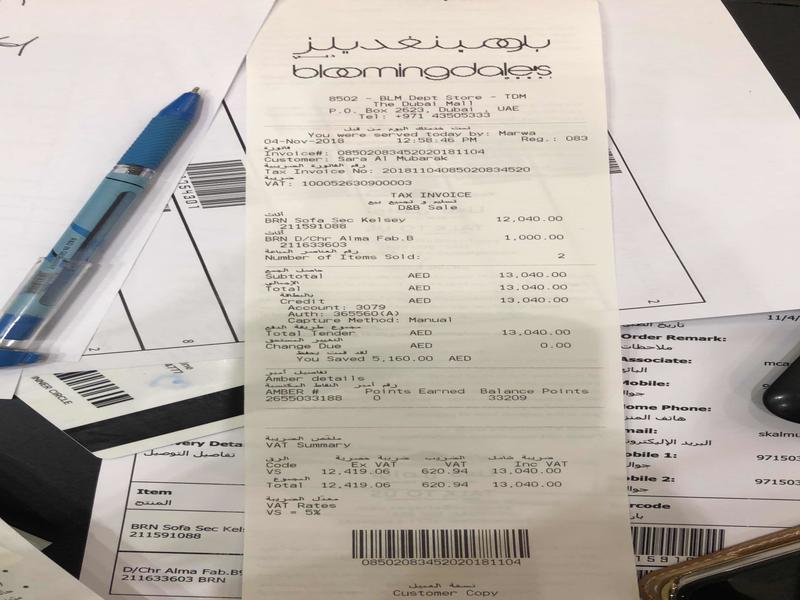 بلومينغديلز
دبي
bloomingdale's
DUBAI
8502 - BLM Dept Store - TDM
The Dubai Mall
P.O. Box 2623, Dubai, UAE
Tel: +971 43505333
تمت خدمتك اليوم من قبل
You were served today by: Marwa
04-Nov-2018 12:58:46 PM Reg.: 083
فاتورة
Invoice#: 08502083452020181104
Customer: Sara Al Mubarak
رقم الفاتورة الضريبية
Tax Invoice No: 20181104085020834520
ضريبة
VAT: 100052630900003
TAX INVOICE
تسليم و تجميع بيع
D&B Sale
أثاث
BRN Sofa Sec Kelsey 12,040.00
211591088
أثاث
BRN D/Chr Alma Fab.B 1,000.00
211633603
رقم العناصر المباعة
Number of Items Sold: 2
حاصل الجمع
Subtotal AED 13,040.00
الإجمالي
Total AED 13,040.00
بالبطاقة
Credit AED 13,040.00
Account: 3079
Auth: 365560(A)
Capture Method: Manual
مجموع طريقة الدفع
Total Tender AED 13,040.00
التغيير المستحق
Change Due AED 0.00
لقد قمت بحفظ
You Saved 5,160.00 AED
تفاصيل أمبر
Amber details
رقم أمبر النقاط المكتسبة
AMBER # Points Earned Balance Points
2655033188 0 33209
ملخص الضريبة
VAT Summary
الرمز ضريبة حصرية الضريبة ضريبة شامل
Code Ex VAT VAT Inc VAT
VS 12,419.06 620.94 13,040.00
المجموع
Total 12,419.06 620.94 13,040.00
معدل الضريبة
VAT Rates
VS = 5%
08502083452020181104
نسخة العميل
Customer Copy
INNER CIRCLE
4777
very Deta
تفاصيل التوصيل
Item
المنتج
BRN Sofa Sec Kels
211591088
D/Chr Alma Fab.B
211633603 BRN
تاريخ
11/4/
Order Remark:
ملاحظات
Associate:
البائع
mca
Mobile:
جوال
Home Phone:
هاتف المنز
mail:
البريد الإليكترو
skalmu
obile 1:
جوال
971503
bile 2:
جوال
971503
rcode
بار